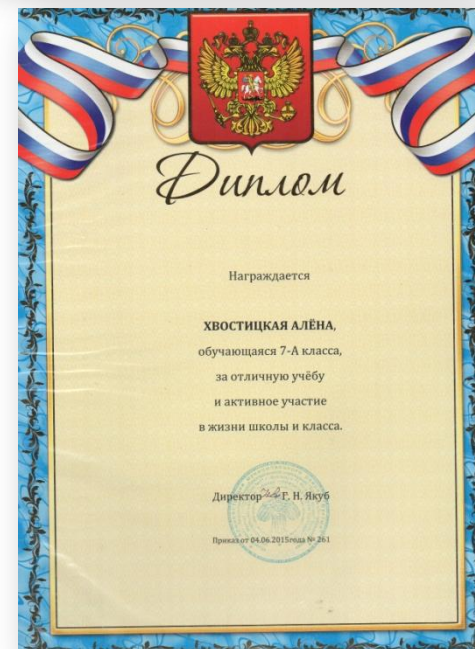 Диплом
Награждается
ХВОСТИЦКАЯ АЛЁНА,
обучающаяся 7-А класса,
за отличную учёбу
и активное участие
в жизни школы и класса.
Директор Г. Н. Якуб
Приказ от 04.06.2015года № 261